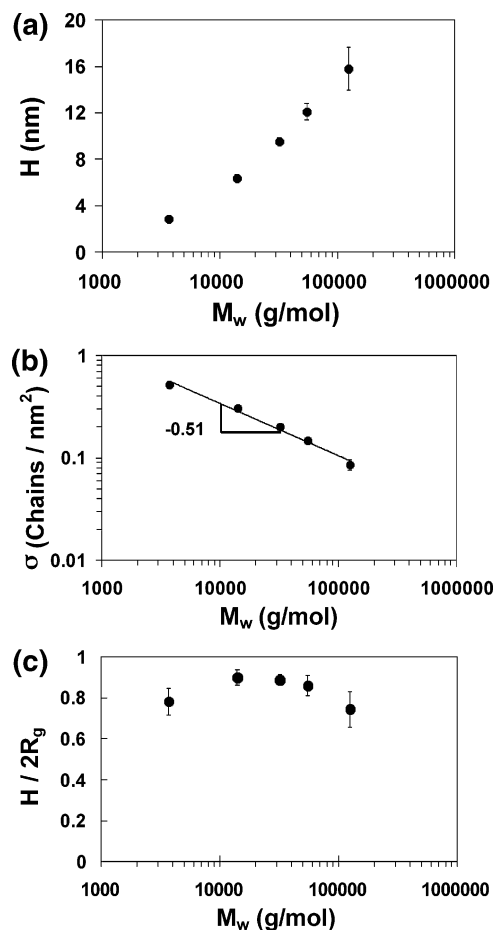 (a)
20
16
12
8
4
0
H (nm)
1000 10000 100000 1000000
Mw (g/mol)
(b)
1
0.1
0.01
σ (Chains / nm²)
-0.51
1000 10000 100000 1000000
Mw (g/mol)
(c)
1
0.8
0.6
0.4
0.2
0
H / 2Rg
1000 10000 100000 1000000
Mw (g/mol)